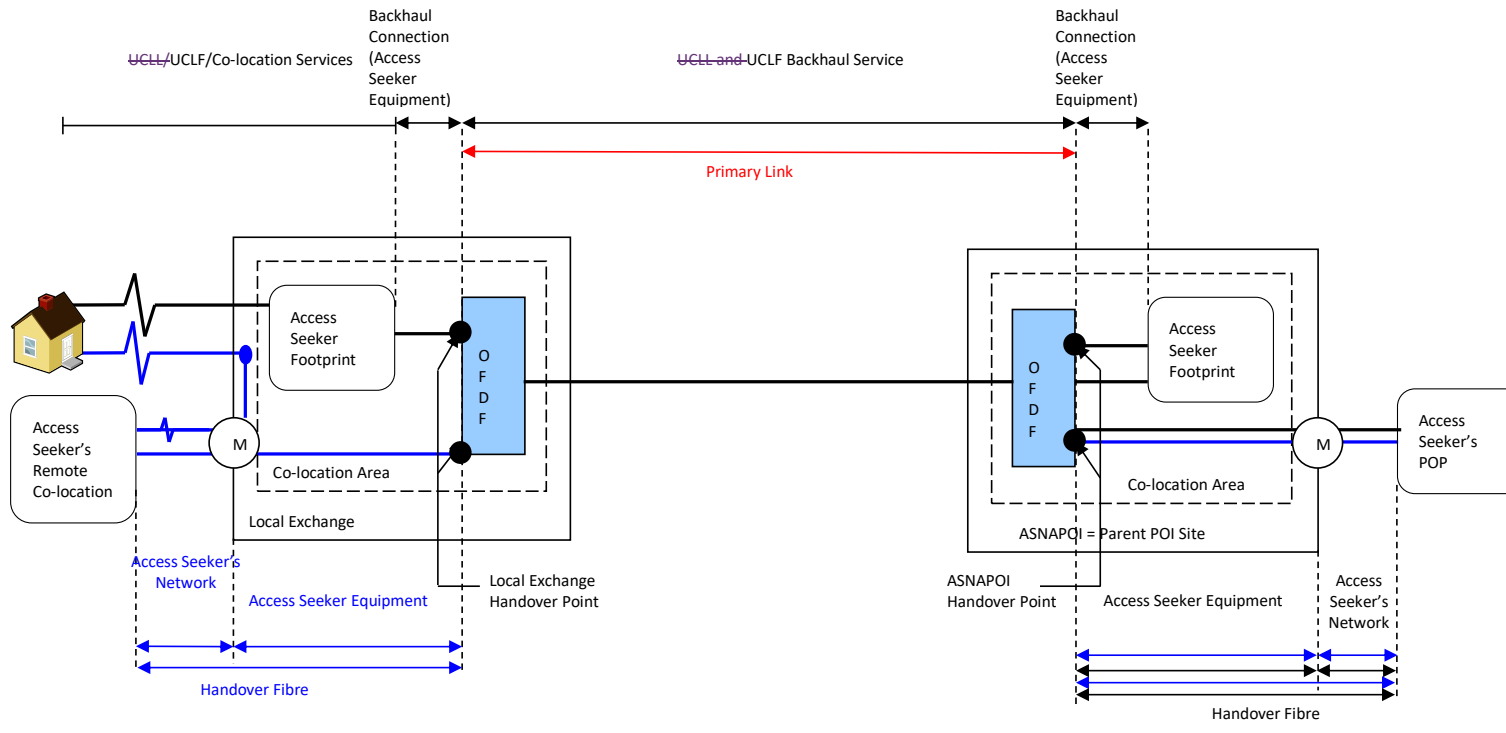 Backhaul
Connection
(Access
Seeker
Equipment)
Backhaul
Connection
(Access
Seeker
Equipment)
UCLL/UCLF/Co-location Services
UCLL and UCLF Backhaul Service
Primary Link
Access
Seeker
Footprint
O
F
D
F
O
F
D
F
Access
Seeker
Footprint
Access
Seeker's
Remote
Co-location
M
Co-location Area
Local Exchange
M
Access
Seeker's
POP
Co-location Area
ASNAPOI = Parent POI Site
Access Seeker's
Network
Access Seeker Equipment
Local Exchange
Handover Point
ASNAPOI
Handover Point
Access Seeker Equipment
Access
Seeker's
Network
Handover Fibre
Handover Fibre